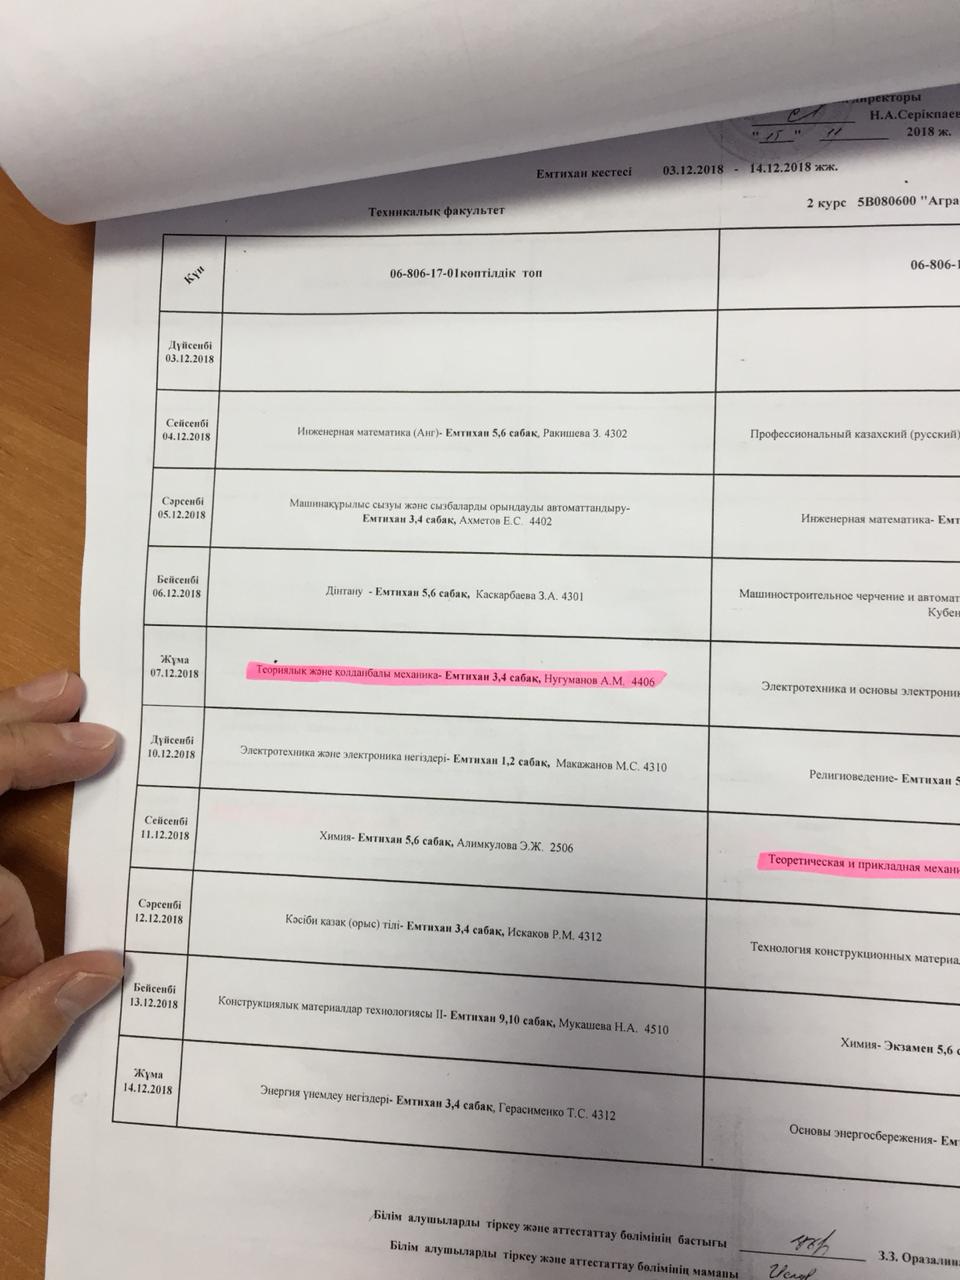 директоры
Н.А.Серікпаев
" 15 " 11 2018 ж.
Емтихан кестесі 03.12.2018 - 14.12.2018 жж.
Техникалық факультет
2 курс 5В080600 "Агра
Күн
06-806-17-01көптілдік топ
06-806-1
Дүйсенбі
03.12.2018
Сейсенбі
04.12.2018
Инженерная математика (Анг)- Емтихан 5,6 сабақ, Ракишева З. 4302
Профессиональный казахский (русский)
Сәрсенбі
05.12.2018
Машинақұрылыс сызуы және сызбаларды орындауды автоматтандыру-
Емтихан 3,4 сабақ, Ахметов Е.С. 4402
Инженерная математика- Емт
Бейсенбі
06.12.2018
Дінтану - Емтихан 5,6 сабақ, Каскарбаева З.А. 4301
Машиностроительное черчение и автомат
Кубен
Жұма
07.12.2018
Теориялык және колданбалы механика- Емтихан 3,4 сабақ, Нугуманов А.М. 4406
Электротехника и основы электроник
Дүйсенбі
10.12.2018
Электротехника және электроника негіздері- Емтихан 1,2 сабақ, Макажанов М.С. 4310
Религиоведение- Емтихан 5
Сейсенбі
11.12.2018
Химия- Емтихан 5,6 сабақ, Алимкулова Э.Ж. 2506
Теоретическая и прикладная механи
Сәрсенбі
12.12.2018
Кәсіби казак (орыс) тілі- Емтихан 3,4 сабақ, Искаков Р.М. 4312
Технология конструкционных материа
Бейсенбі
13.12.2018
Конструкциялық материалдар технологиясы II- Емтихан 9,10 сабақ, Мукашева Н.А. 4510
Химия- Экзамен 5,6 с
Жұма
14.12.2018
Энергия үнемдеу негіздері- Емтихан 3,4 сабақ, Герасименко Т.С. 4312
Основы энергосбережения- Ем
Білім алушыларды тіркеу және аттестаттау бөлімінің бастығы З.З. Оразалин
Білім алушыларды тіркеу және аттестаттау бөлімінің маманы